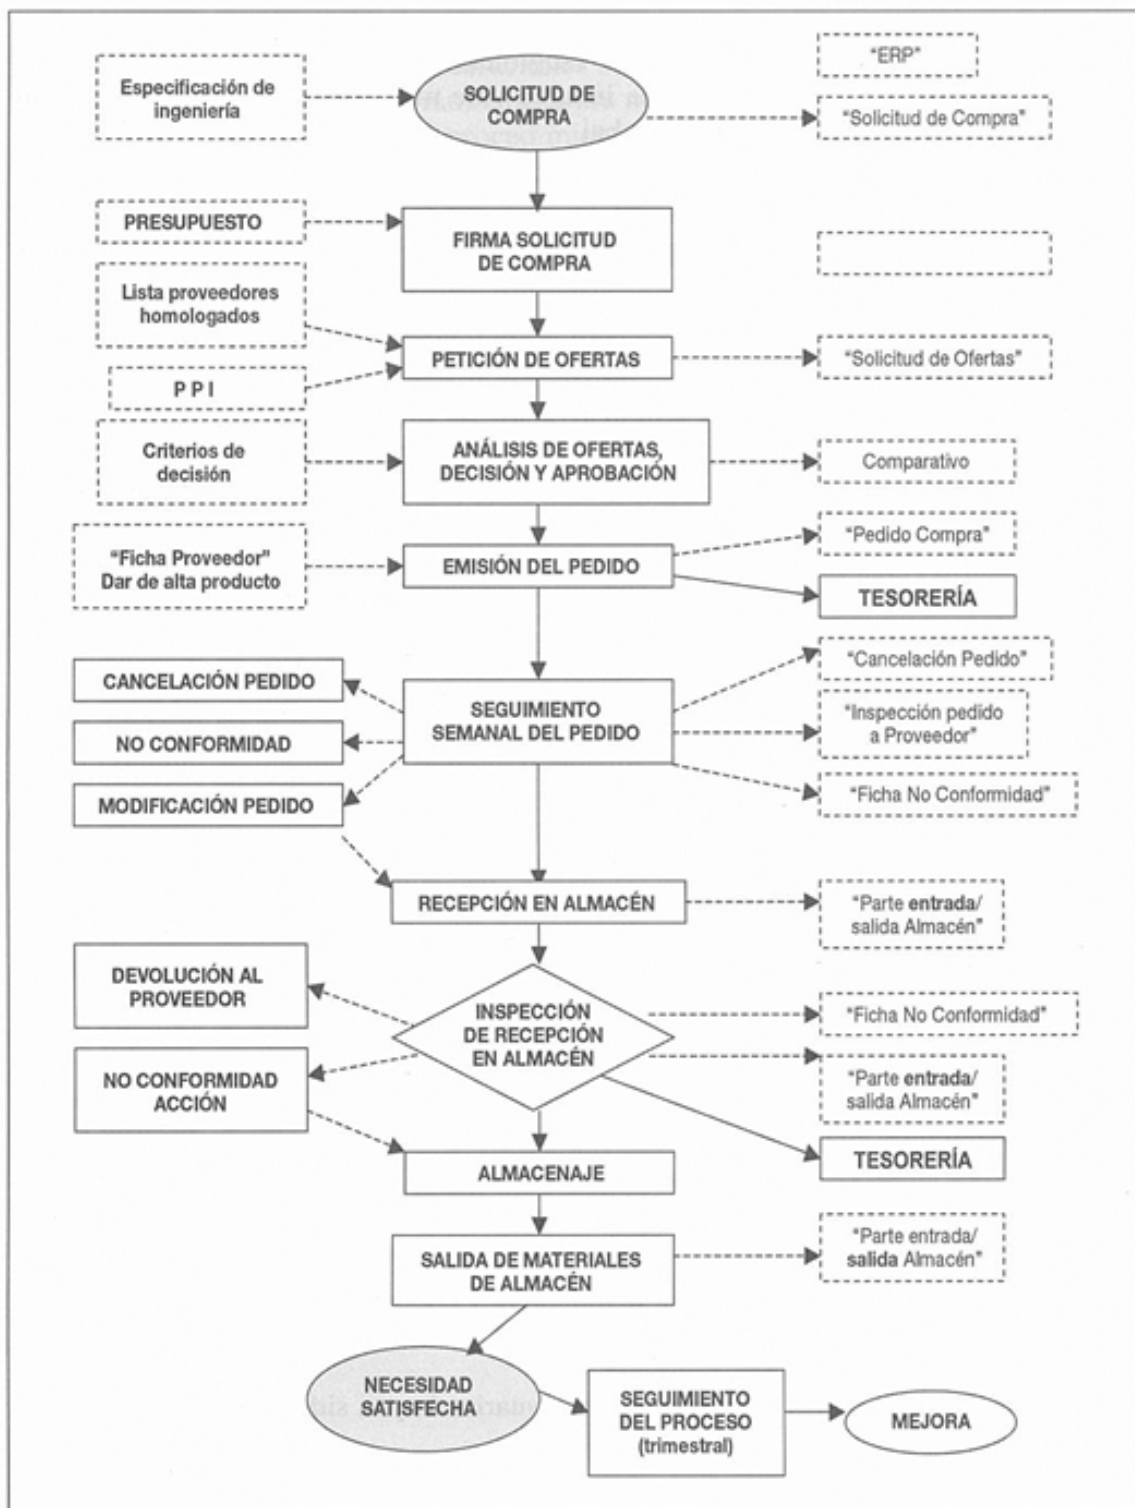 "ERP"
Especificación de
ingeniería
SOLICITUD DE
COMPRA
"Solicitud de Compra"
PRESUPUESTO
FIRMA SOLICITUD
DE COMPRA
Lista proveedores
homologados
PETICIÓN DE OFERTAS
"Solicitud de Ofertas"
P P I
Criterios de
decisión
ANÁLISIS DE OFERTAS,
DECISIÓN Y APROBACIÓN
Comparativo
"Ficha Proveedor"
Dar de alta producto
EMISIÓN DEL PEDIDO
"Pedido Compra"
TESORERÍA
CANCELACIÓN PEDIDO
NO CONFORMIDAD
MODIFICACIÓN PEDIDO
SEGUIMIENTO
SEMANAL DEL PEDIDO
"Cancelación Pedido"
"Inspección pedido
a Proveedor"
"Ficha No Conformidad"
RECEPCIÓN EN ALMACÉN
"Parte entrada/
salida Almacén"
DEVOLUCIÓN AL
PROVEEDOR
NO CONFORMIDAD
ACCIÓN
INSPECCIÓN
DE RECEPCIÓN
EN ALMACÉN
"Ficha No Conformidad"
"Parte entrada/
salida Almacén"
TESORERÍA
ALMACENAJE
SALIDA DE MATERIALES
DE ALMACÉN
"Parte entrada/
salida Almacén"
NECESIDAD
SATISFECHA
SEGUIMIENTO
DEL PROCESO
(trimestral)
MEJORA